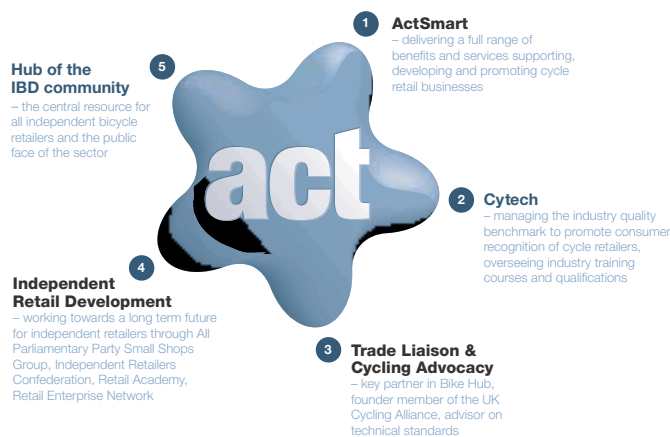 1
ActSmart
– delivering a full range of
benefits and services supporting,
developing and promoting cycle
retail businesses
5
Hub of the
IBD community
– the central resource for
all independent bicycle
retailers and the public
face of the sector
act
2
Cytech
– managing the industry quality
benchmark to promote consumer
recognition of cycle retailers,
overseeing industry training
courses and qualifications
4
Independent
Retail Development
– working towards a long term future
for independent retailers through All
Parliamentary Party Small Shops
Group, Independent Retailers
Confederation, Retail Academy,
Retail Enterprise Network
3
Trade Liaison &
Cycling Advocacy
– key partner in Bike Hub,
founder member of the UK
Cycling Alliance, advisor on
technical standards